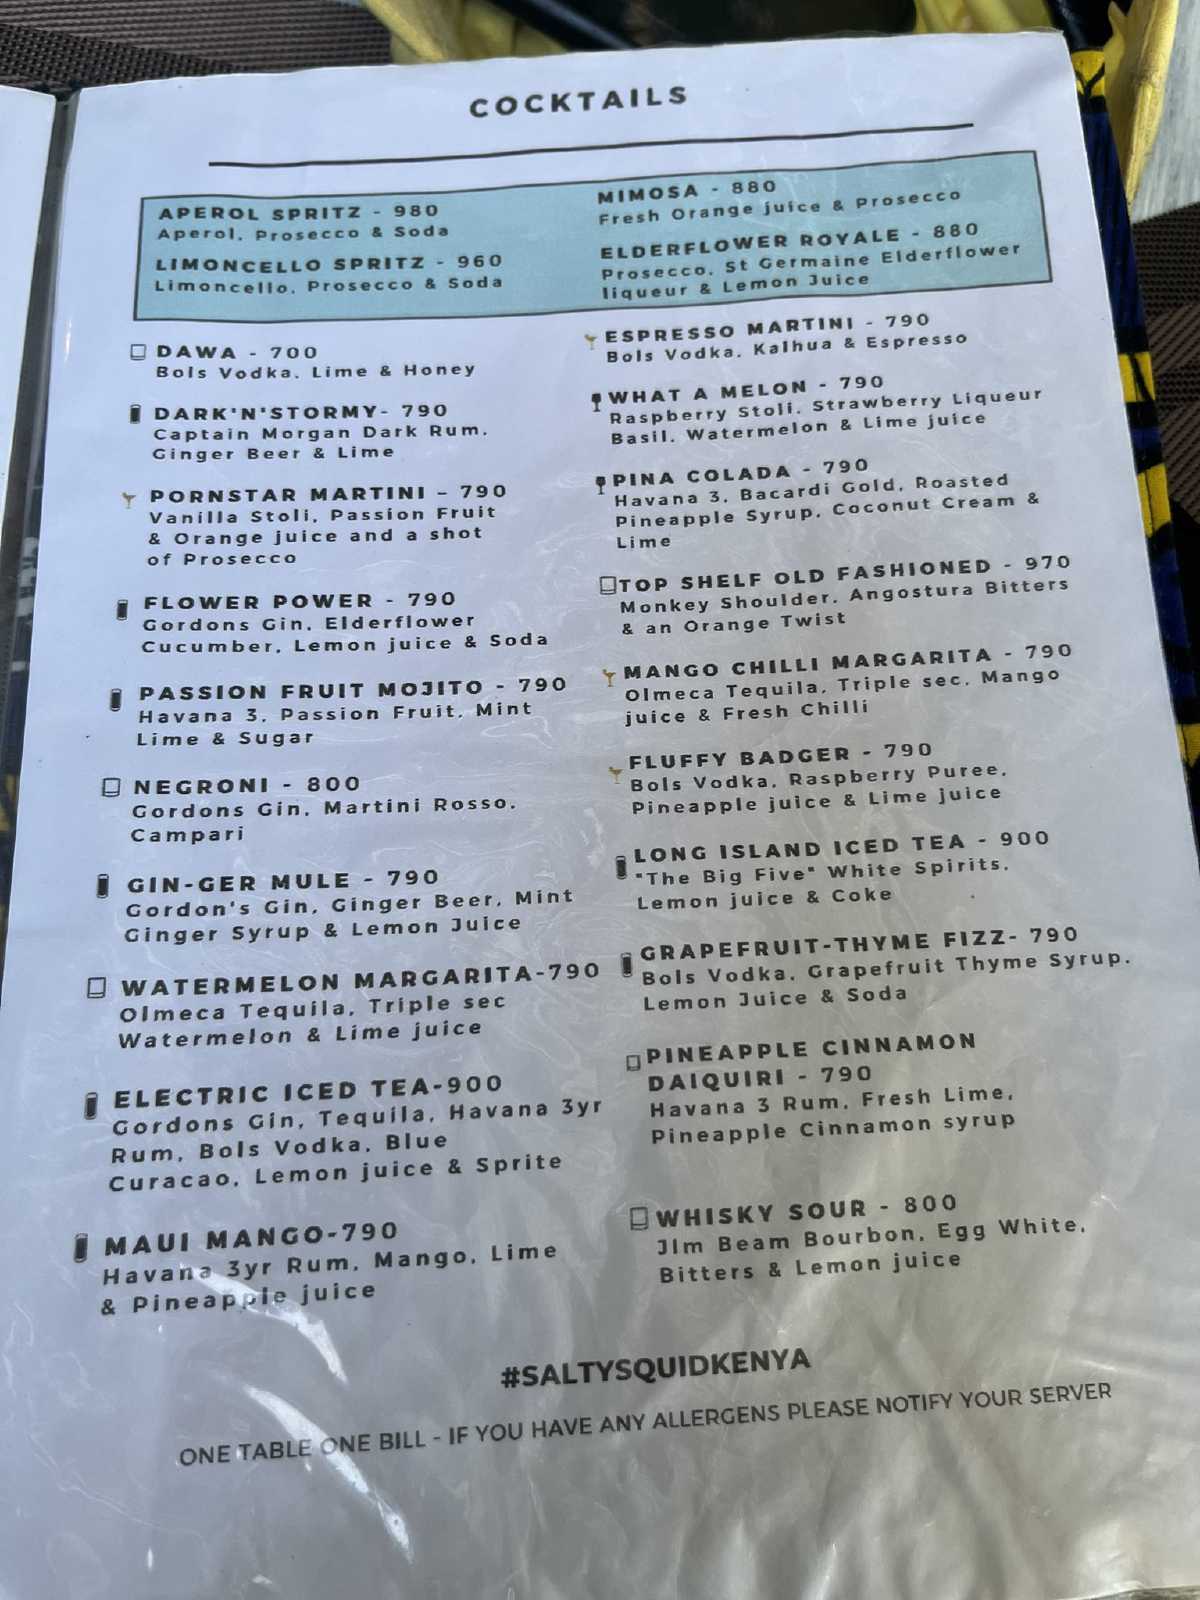 COCKTAILS
APEROL SPRITZ - 980
Aperol, Prosecco & Soda
LIMONCELLO SPRITZ - 960
Limoncello, Prosecco & Soda
MIMOSA - 880
Fresh Orange juice & Prosecco
ELDERFLOWER ROYALE - 880
Prosecco, St Germaine Elderflower
liqueur & Lemon Juice
DAWA - 700
Bols Vodka, Lime & Honey
DARK'N'STORMY- 790
Captain Morgan Dark Rum,
Ginger Beer & Lime
PORNSTAR MARTINI - 790
Vanilla Stoli, Passion Fruit
& Orange juice and a shot
of Prosecco
FLOWER POWER - 790
Gordons Gin, Elderflower
Cucumber, Lemon juice & Soda
PASSION FRUIT MOJITO - 790
Havana 3, Passion Fruit, Mint
Lime & Sugar
NEGRONI - 800
Gordons Gin, Martini Rosso,
Campari
GIN-GER MULE - 790
Gordon's Gin, Ginger Beer, Mint
Ginger Syrup & Lemon Juice
WATERMELON MARGARITA-790
Olmeca Tequila, Triple sec
Watermelon & Lime juice
ELECTRIC ICED TEA-900
Gordons Gin, Tequila, Havana 3yr
Rum, Bols Vodka, Blue
Curacao, Lemon juice & Sprite
MAUI MANGO-790
Havana 3yr Rum, Mango, Lime
& Pineapple juice
ESPRESSO MARTINI - 790
Bols Vodka, Kalhua & Espresso
WHAT A MELON - 790
Raspberry Stoli, Strawberry Liqueur
Basil, Watermelon & Lime juice
PINA COLADA - 790
Havana 3, Bacardi Gold, Roasted
Pineapple Syrup, Coconut Cream &
Lime
TOP SHELF OLD FASHIONED - 970
Monkey Shoulder, Angostura Bitters
& an Orange Twist
MANGO CHILLI MARGARITA - 790
Olmeca Tequila, Triple sec, Mango
juice & Fresh Chilli
FLUFFY BADGER - 790
Bols Vodka, Raspberry Puree,
Pineapple juice & Lime juice
LONG ISLAND ICED TEA - 900
"The Big Five" White Spirits,
Lemon juice & Coke
GRAPEFRUIT-THYME FIZZ- 790
Bols Vodka, Grapefruit Thyme Syrup,
Lemon Juice & Soda
PINEAPPLE CINNAMON
DAIQUIRI - 790
Havana 3 Rum, Fresh Lime,
Pineapple Cinnamon syrup
WHISKY SOUR - 800
JIm Beam Bourbon, Egg White,
Bitters & Lemon juice
#SALTYSQUIDKENYA
ONE TABLE ONE BILL - IF YOU HAVE ANY ALLERGENS PLEASE NOTIFY YOUR SERVER